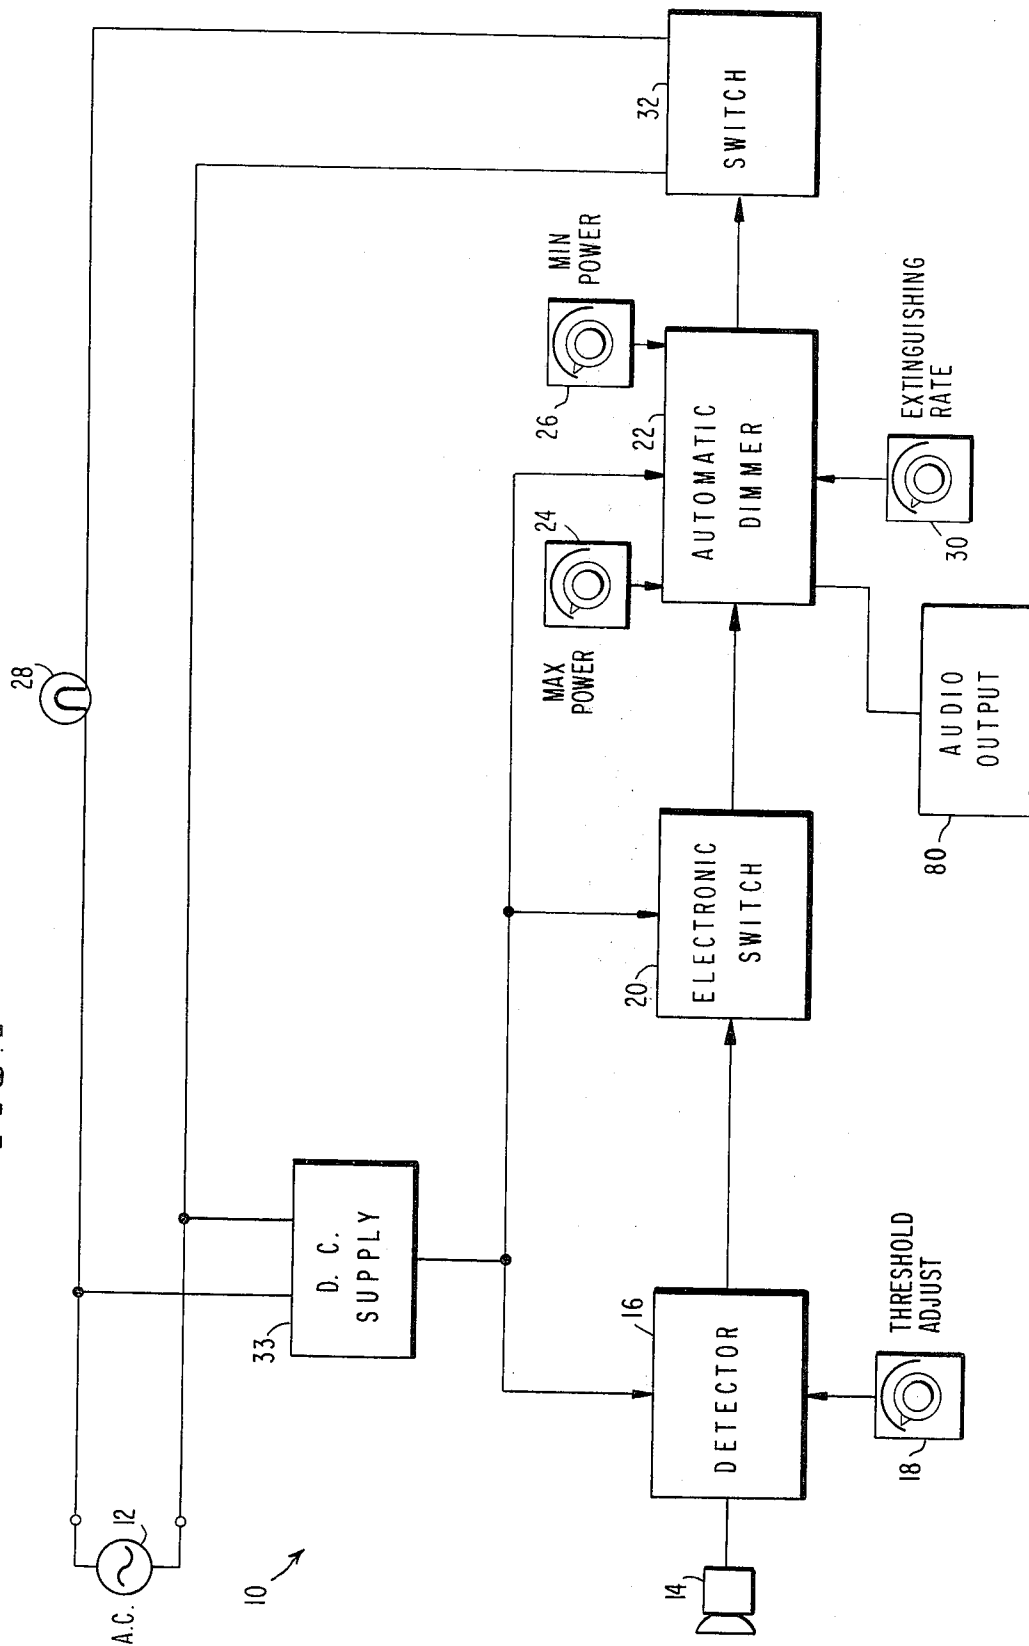 28
A.C.
12
32
SWITCH
33
D. C.
SUPPLY
MAX
POWER
24
26
MIN
POWER
10
14
16
DETECTOR
20
ELECTRONIC
SWITCH
22
AUTOMATIC
DIMMER
18
THRESHOLD
ADJUST
80
AUDIO
OUTPUT
30
EXTINGUISHING
RATE